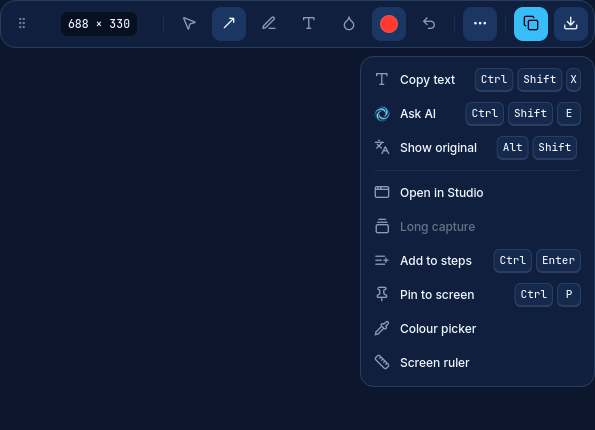 688 × 330
Copy text Ctrl Shift X
Ask AI Ctrl Shift E
Show original Alt Shift
Open in Studio
Long capture
Add to steps Ctrl Enter
Pin to screen Ctrl P
Colour picker
Screen ruler